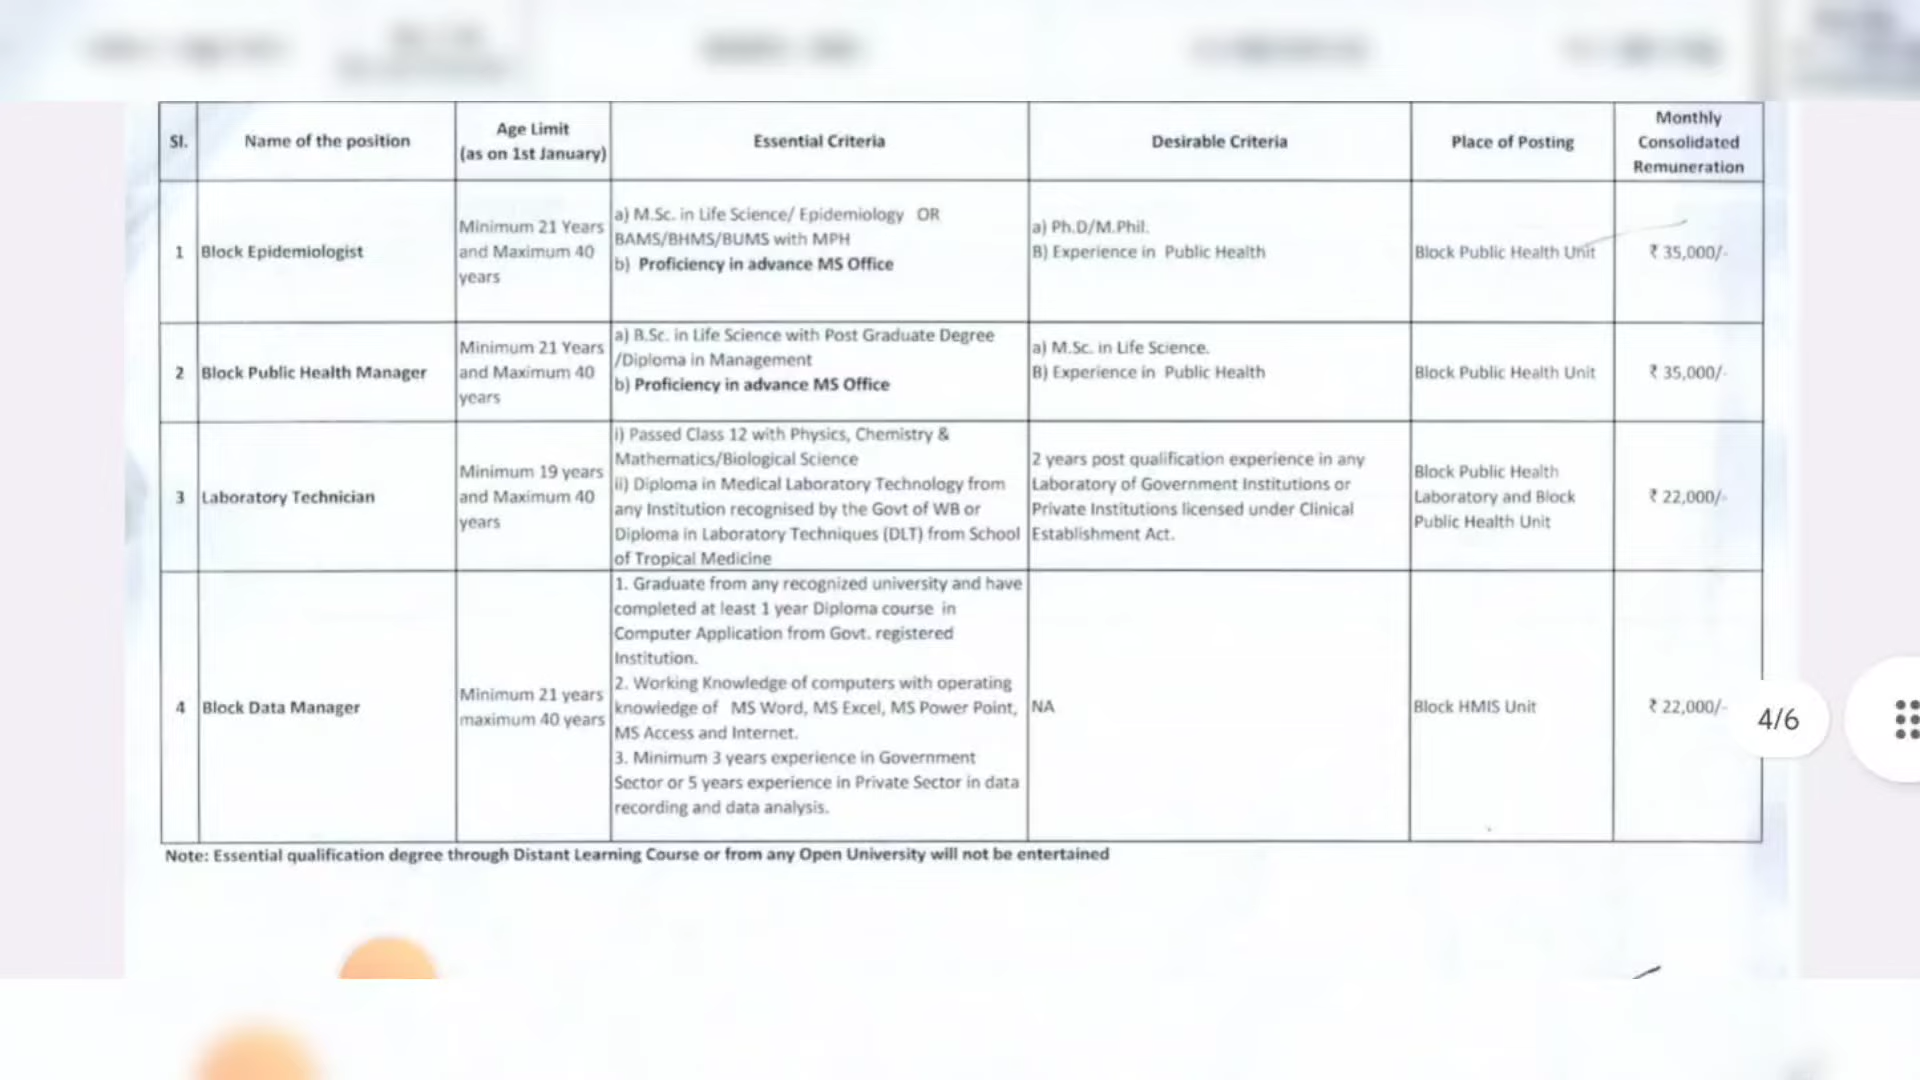 Sl.
Name of the position
Age Limit
(as on 1st January)
Essential Criteria
Desirable Criteria
Place of Posting
Monthly
Consolidated
Remuneration
1
Block Epidemiologist
Minimum 21 Years
and Maximum 40
years
a) M.Sc. in Life Science/ Epidemiology OR
BAMS/BHMS/BUMS with MPH
b) Proficiency in advance MS Office
a) Ph.D/M.Phil.
B) Experience in Public Health
Block Public Health Unit
₹ 35,000/-
2
Block Public Health Manager
Minimum 21 Years
and Maximum 40
years
a) B.Sc. in Life Science with Post Graduate Degree
/Diploma in Management
b) Proficiency in advance MS Office
a) M.Sc. in Life Science.
B) Experience in Public Health
Block Public Health Unit
₹ 35,000/-
3
Laboratory Technician
Minimum 19 years
and Maximum 40
years
i) Passed Class 12 with Physics, Chemistry &
Mathematics/Biological Science
ii) Diploma in Medical Laboratory Technology from
any Institution recognised by the Govt of WB or
Diploma in Laboratory Techniques (DLT) from School
of Tropical Medicine
2 years post qualification experience in any
Laboratory of Government Institutions or
Private Institutions licensed under Clinical
Establishment Act.
Block Public Health
Laboratory and Block
Public Health Unit
₹ 22,000/-
4
Block Data Manager
Minimum 21 years
maximum 40 years
1. Graduate from any recognized university and have
completed at least 1 year Diploma course in
Computer Application from Govt. registered
Institution.
2. Working Knowledge of computers with operating
knowledge of MS Word, MS Excel, MS Power Point,
MS Access and Internet.
3. Minimum 3 years experience in Government
Sector or 5 years experience in Private Sector in data
recording and data analysis.
NA
Block HMIS Unit
₹ 22,000/-
4/6
Note: Essential qualification degree through Distant Learning Course or from any Open University will not be entertained